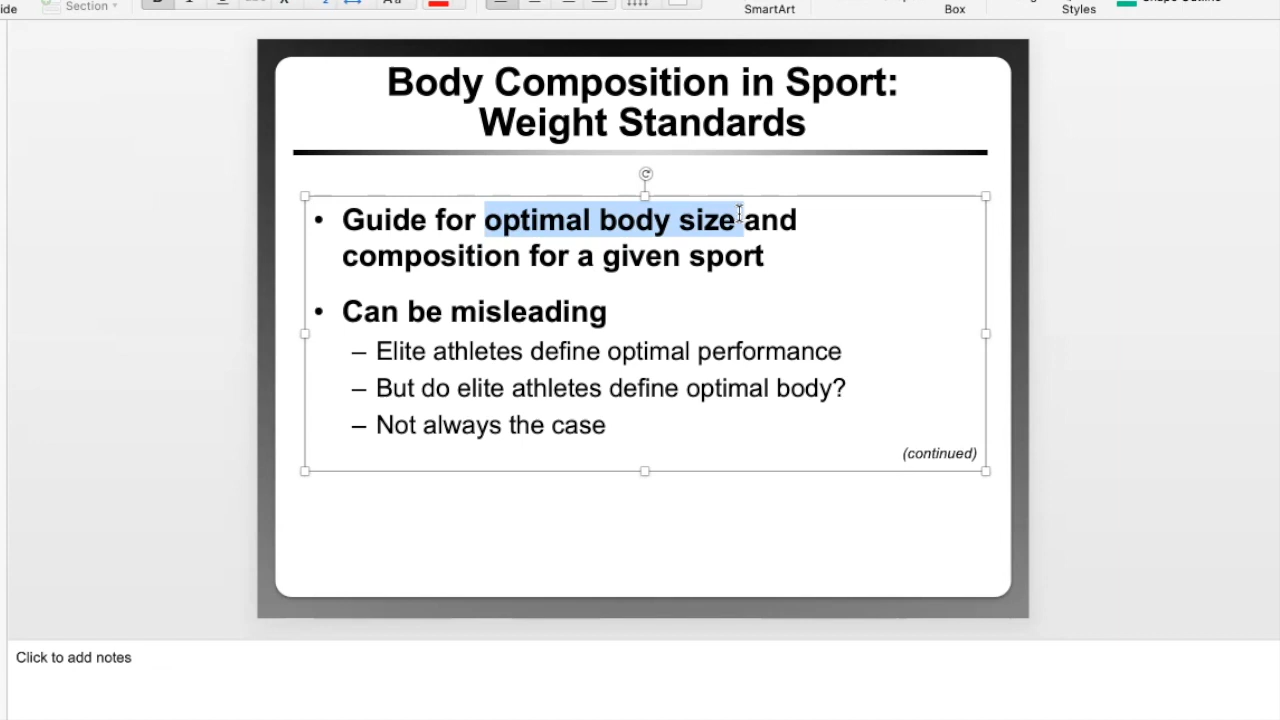 Section
SmartArt
Box
Styles
Body Composition in Sport:
Weight Standards
• Guide for optimal body size and
composition for a given sport
• Can be misleading
– Elite athletes define optimal performance
– But do elite athletes define optimal body?
– Not always the case
(continued)
Click to add notes